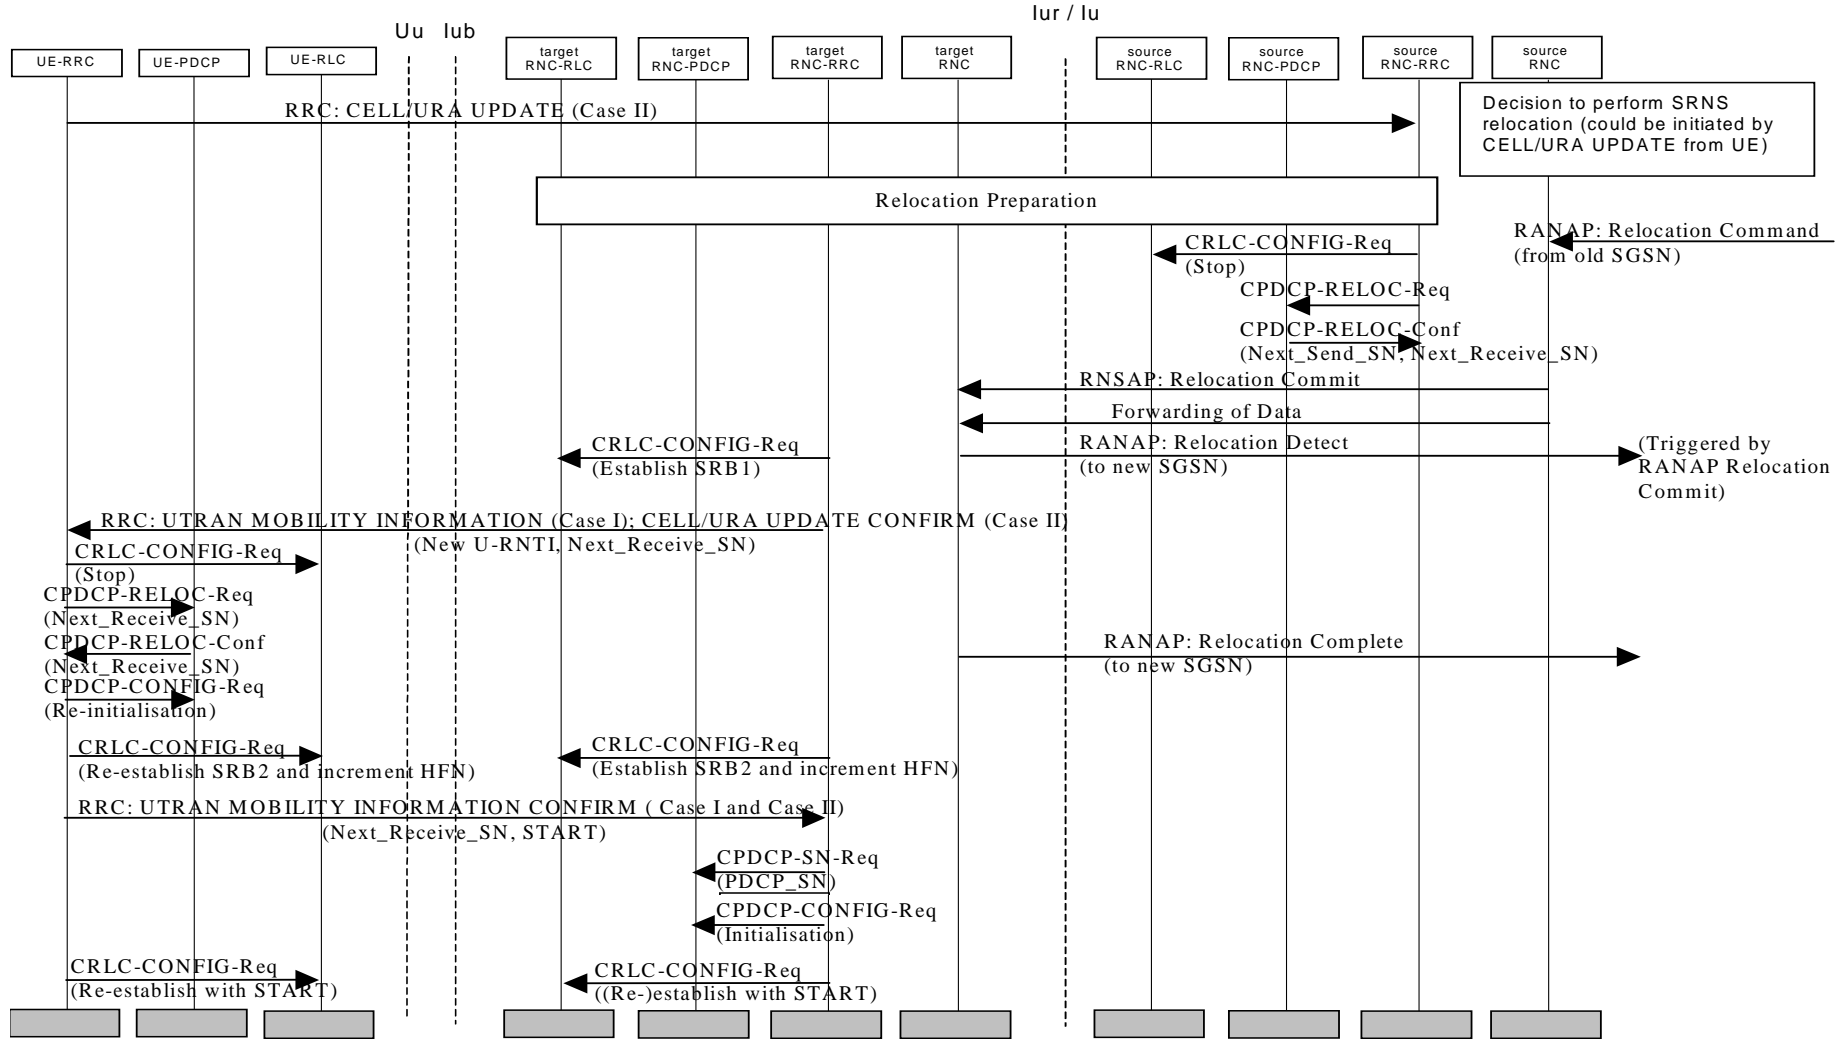 Iur / Iu
Uu Iub
UE-RRC
UE-PDCP
UE-RLC
target
RNC-RLC
target
RNC-PDCP
target
RNC-RRC
target
RNC
source
RNC-RLC
source
RNC-PDCP
source
RNC-RRC
source
RNC
RRC: CELL/URA UPDATE (Case II)
Decision to perform SRNS
relocation (could be initiated by
CELL/URA UPDATE from UE)
Relocation Preparation
RANAP: Relocation Command
(from old SGSN)
CRLC-CONFIG-Req
(Stop)
CPDCP-RELOC-Req
CPDCP-RELOC-Conf
(Next_Send_SN, Next_Receive_SN)
RNSAP: Relocation Commit
Forwarding of Data
CRLC-CONFIG-Req
(Establish SRB1)
RANAP: Relocation Detect
(to new SGSN)
(Triggered by
RANAP Relocation
Commit)
RRC: UTRAN MOBILITY INFORMATION (Case I); CELL/URA UPDATE CONFIRM (Case II)
(New U-RNTI, Next_Receive_SN)
CRLC-CONFIG-Req
(Stop)
CPDCP-RELOC-Req
(Next_Receive_SN)
CPDCP-RELOC-Conf
(Next_Receive_SN)
RANAP: Relocation Complete
(to new SGSN)
CPDCP-CONFIG-Req
(Re-initialisation)
CRLC-CONFIG-Req
(Re-establish SRB2 and increment HFN)
CRLC-CONFIG-Req
(Establish SRB2 and increment HFN)
RRC: UTRAN MOBILITY INFORMATION CONFIRM ( Case I and Case II)
(Next_Receive_SN, START)
CPDCP-SN-Req
(PDCP_SN)
CPDCP-CONFIG-Req
(Initialisation)
CRLC-CONFIG-Req
(Re-establish with START)
CRLC-CONFIG-Req
((Re-)establish with START)